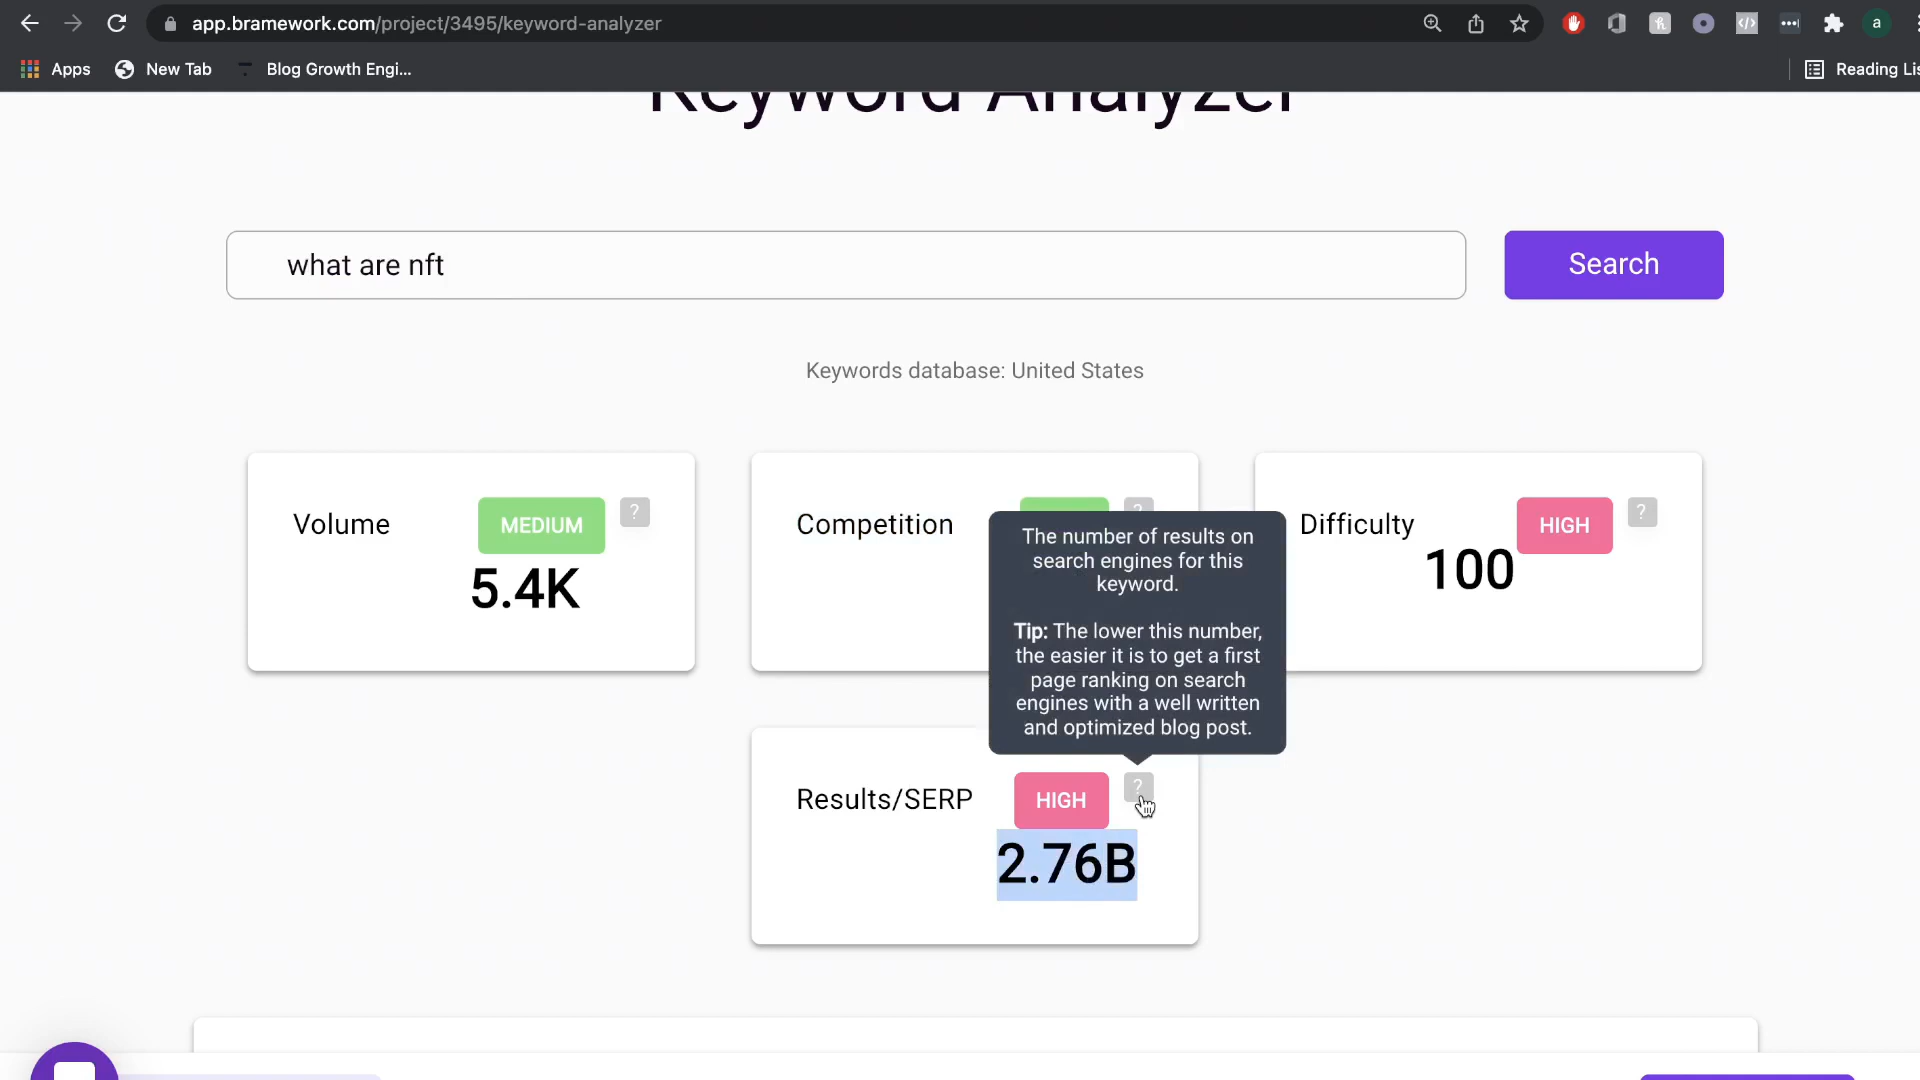 app.bramework.com/project/3495/keyword-analyzer
a
Apps
New Tab
Blog Growth Engi...
Reading Lis
Keyword Analyzer
what are nft
Search
Keywords database: United States
Volume
MEDIUM
?
5.4K
Competition
?
Difficulty
HIGH
?
100
The number of results on
search engines for this
keyword.
Tip: The lower this number,
the easier it is to get a first
page ranking on search
engines with a well written
and optimized blog post.
Results/SERP
HIGH
?
2.76B